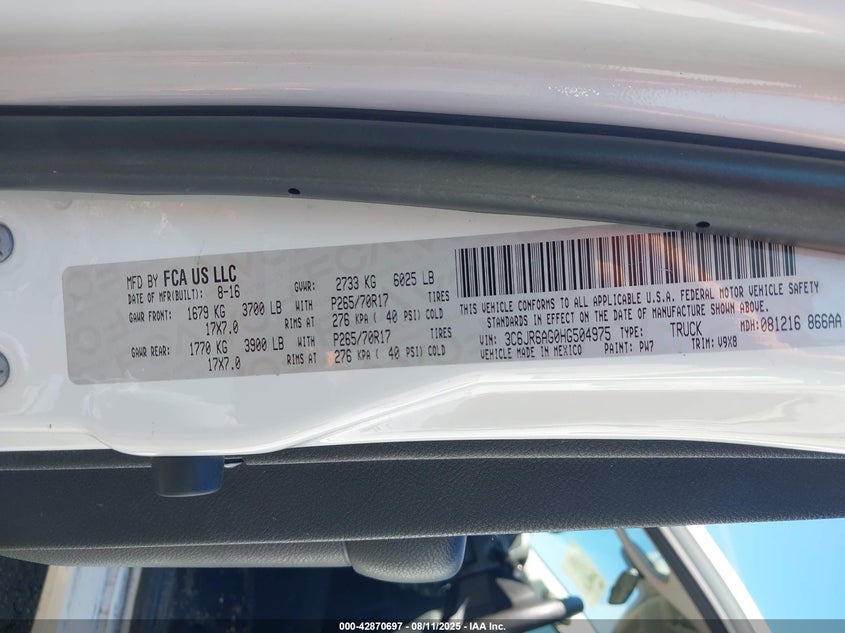 MFD BY FCA US LLC
DATE OF MFR(BUILT): 8-16 GVWR: 2733 KG 6025 LB
GAWR FRONT: 1679 KG 3700 LB WITH P265/70R17 TIRES
17X7.0 RIMS AT 276 KPA ( 40 PSI) COLD
GAWR REAR: 1770 KG 3900 LB WITH P265/70R17 TIRES
17X7.0 RIMS AT 276 KPA ( 40 PSI) COLD
THIS VEHICLE CONFORMS TO ALL APPLICABLE U.S.A. FEDERAL MOTOR VEHICLE SAFETY
STANDARDS IN EFFECT ON THE DATE OF MANUFACTURE SHOWN ABOVE.
VIN: 3C6JR6AG0HG504975 TYPE: TRUCK MDH:081216 866AA
VEHICLE MADE IN MEXICO PAINT: PW7 TRIM: V9X8
000-42870697 - 08/11/2025 - IAA Inc.